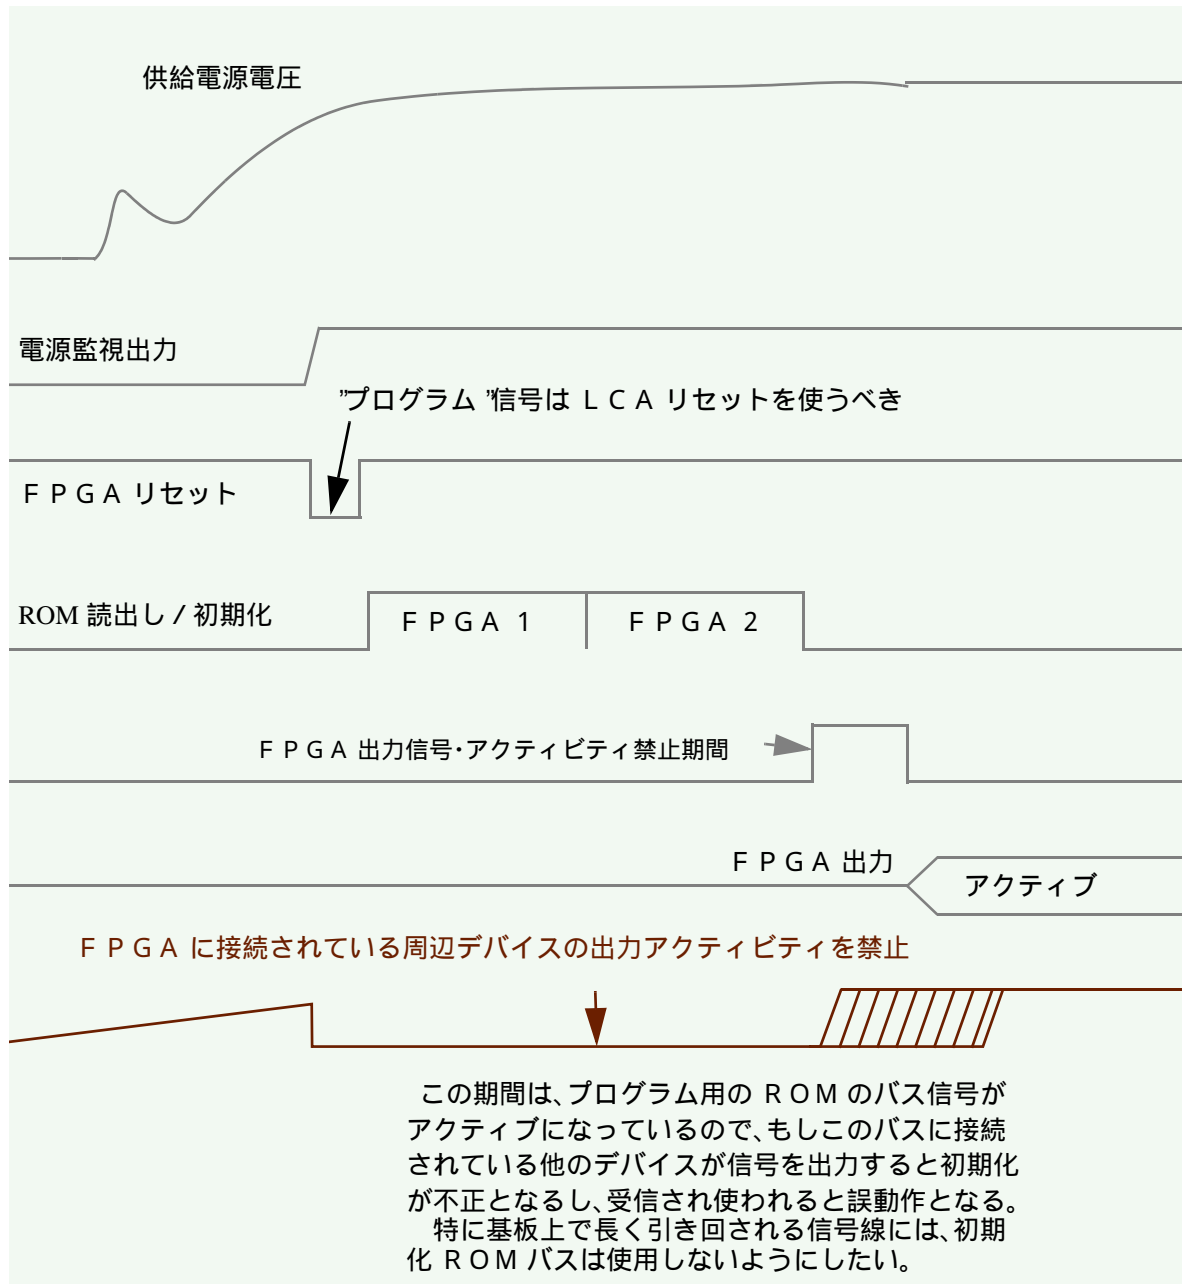 供給電源電圧
電源監視出力
”プログラム ”信号は ＬＣＡ リセットを使うべき
ＦＰＧＡ リセット
ROM 読出し / 初期化
ＦＰＧＡ １
ＦＰＧＡ ２
ＦＰＧＡ 出力信号･アクティビティ禁止期間
ＦＰＧＡ 出力
アクティブ
ＦＰＧＡ に接続されている周辺デバイスの出力アクティビティを禁止
この期間は、プログラム用の ＲＯＭ のバス信号が
アクティブになっているので、もしこのバスに接続
されている他のデバイスが信号を出力すると初期化
が不正となるし、受信され使われると誤動作となる。
特に基板上で長く引き回される信号線には、初期
化 ＲＯＭ バスは使用しないようにしたい。